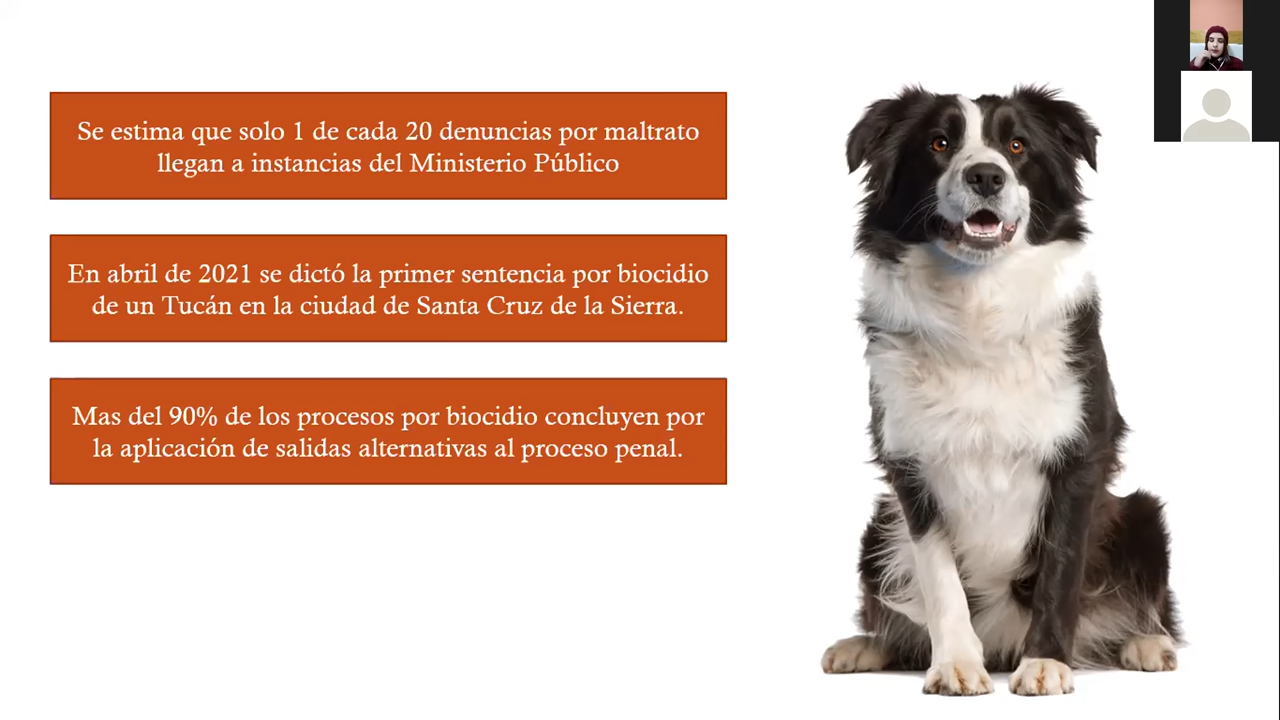 Se estima que solo 1 de cada 20 denuncias por maltrato
llegan a instancias del Ministerio Público
En abril de 2021 se dictó la primer sentencia por biocidio
de un Tucán en la ciudad de Santa Cruz de la Sierra.
Mas del 90% de los procesos por biocidio concluyen por
la aplicación de salidas alternativas al proceso penal.